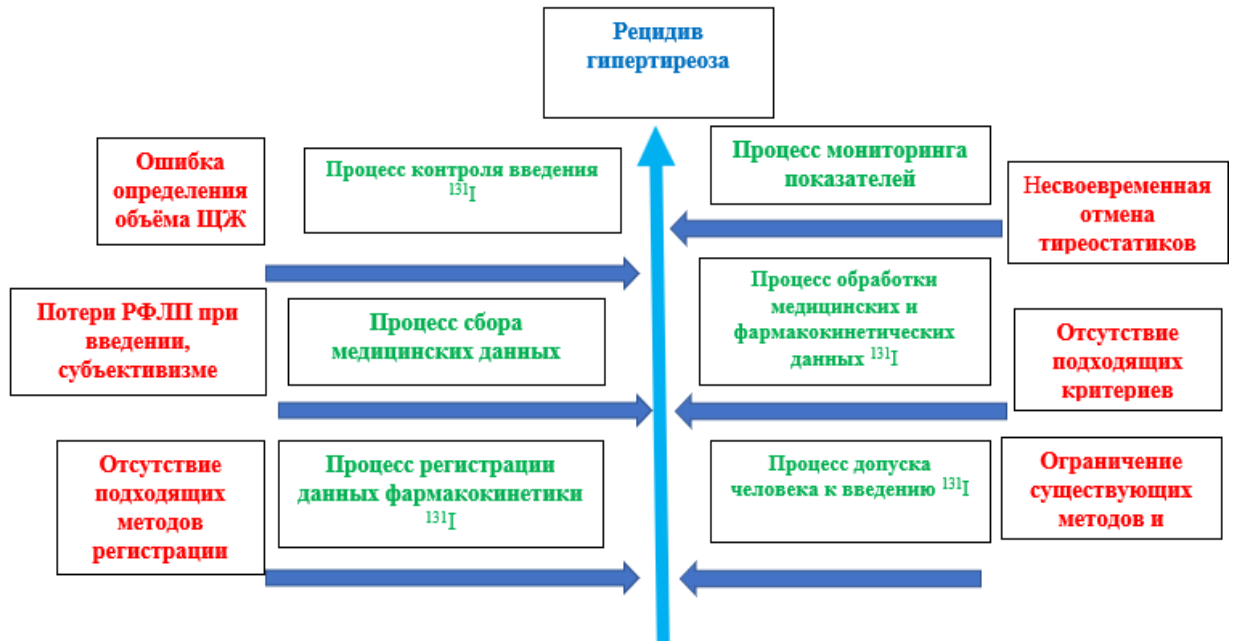 Рецидив
гипертиреоза
Ошибка
определения
объёма ЩЖ
Процесс контроля введения
¹³¹I
Процесс мониторинга
показателей
Несвоевременная
отмена
тиреостатиков
Потери РФЛП при
введении,
субъективизме
Процесс сбора
медицинских данных
Процесс обработки
медицинских и
фармакокинетических
данных ¹³¹I
Отсутствие
подходящих
критериев
Отсутствие
подходящих
методов
регистрации
Процесс регистрации
данных фармакокинетики
¹³¹I
Процесс допуска
человека к введению ¹³¹I
Ограничение
существующих
методов и